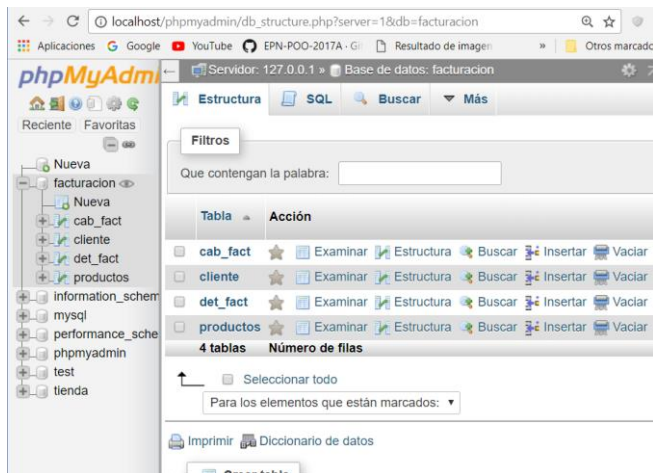 localhost/phpmyadmin/db_structure.php?server=1&db=facturacion
Aplicaciones Google YouTube EPN-POO-2017A - Gi Resultado de imagen » Otros marcado
phpMyAdmi
Reciente Favoritas
Nueva
facturacion
Nueva
cab_fact
cliente
det_fact
productos
information_schem
mysql
performance_sche
phpmyadmin
test
tienda
Servidor: 127.0.0.1 » Base de datos: facturacion
Estructura SQL Buscar Más
Filtros
Que contengan la palabra:
Tabla Acción
cab_fact Examinar Estructura Buscar Insertar Vaciar
cliente Examinar Estructura Buscar Insertar Vaciar
det_fact Examinar Estructura Buscar Insertar Vaciar
productos Examinar Estructura Buscar Insertar Vaciar
4 tablas Número de filas
Seleccionar todo
Para los elementos que están marcados:
Imprimir Diccionario de datos
Crear tabla